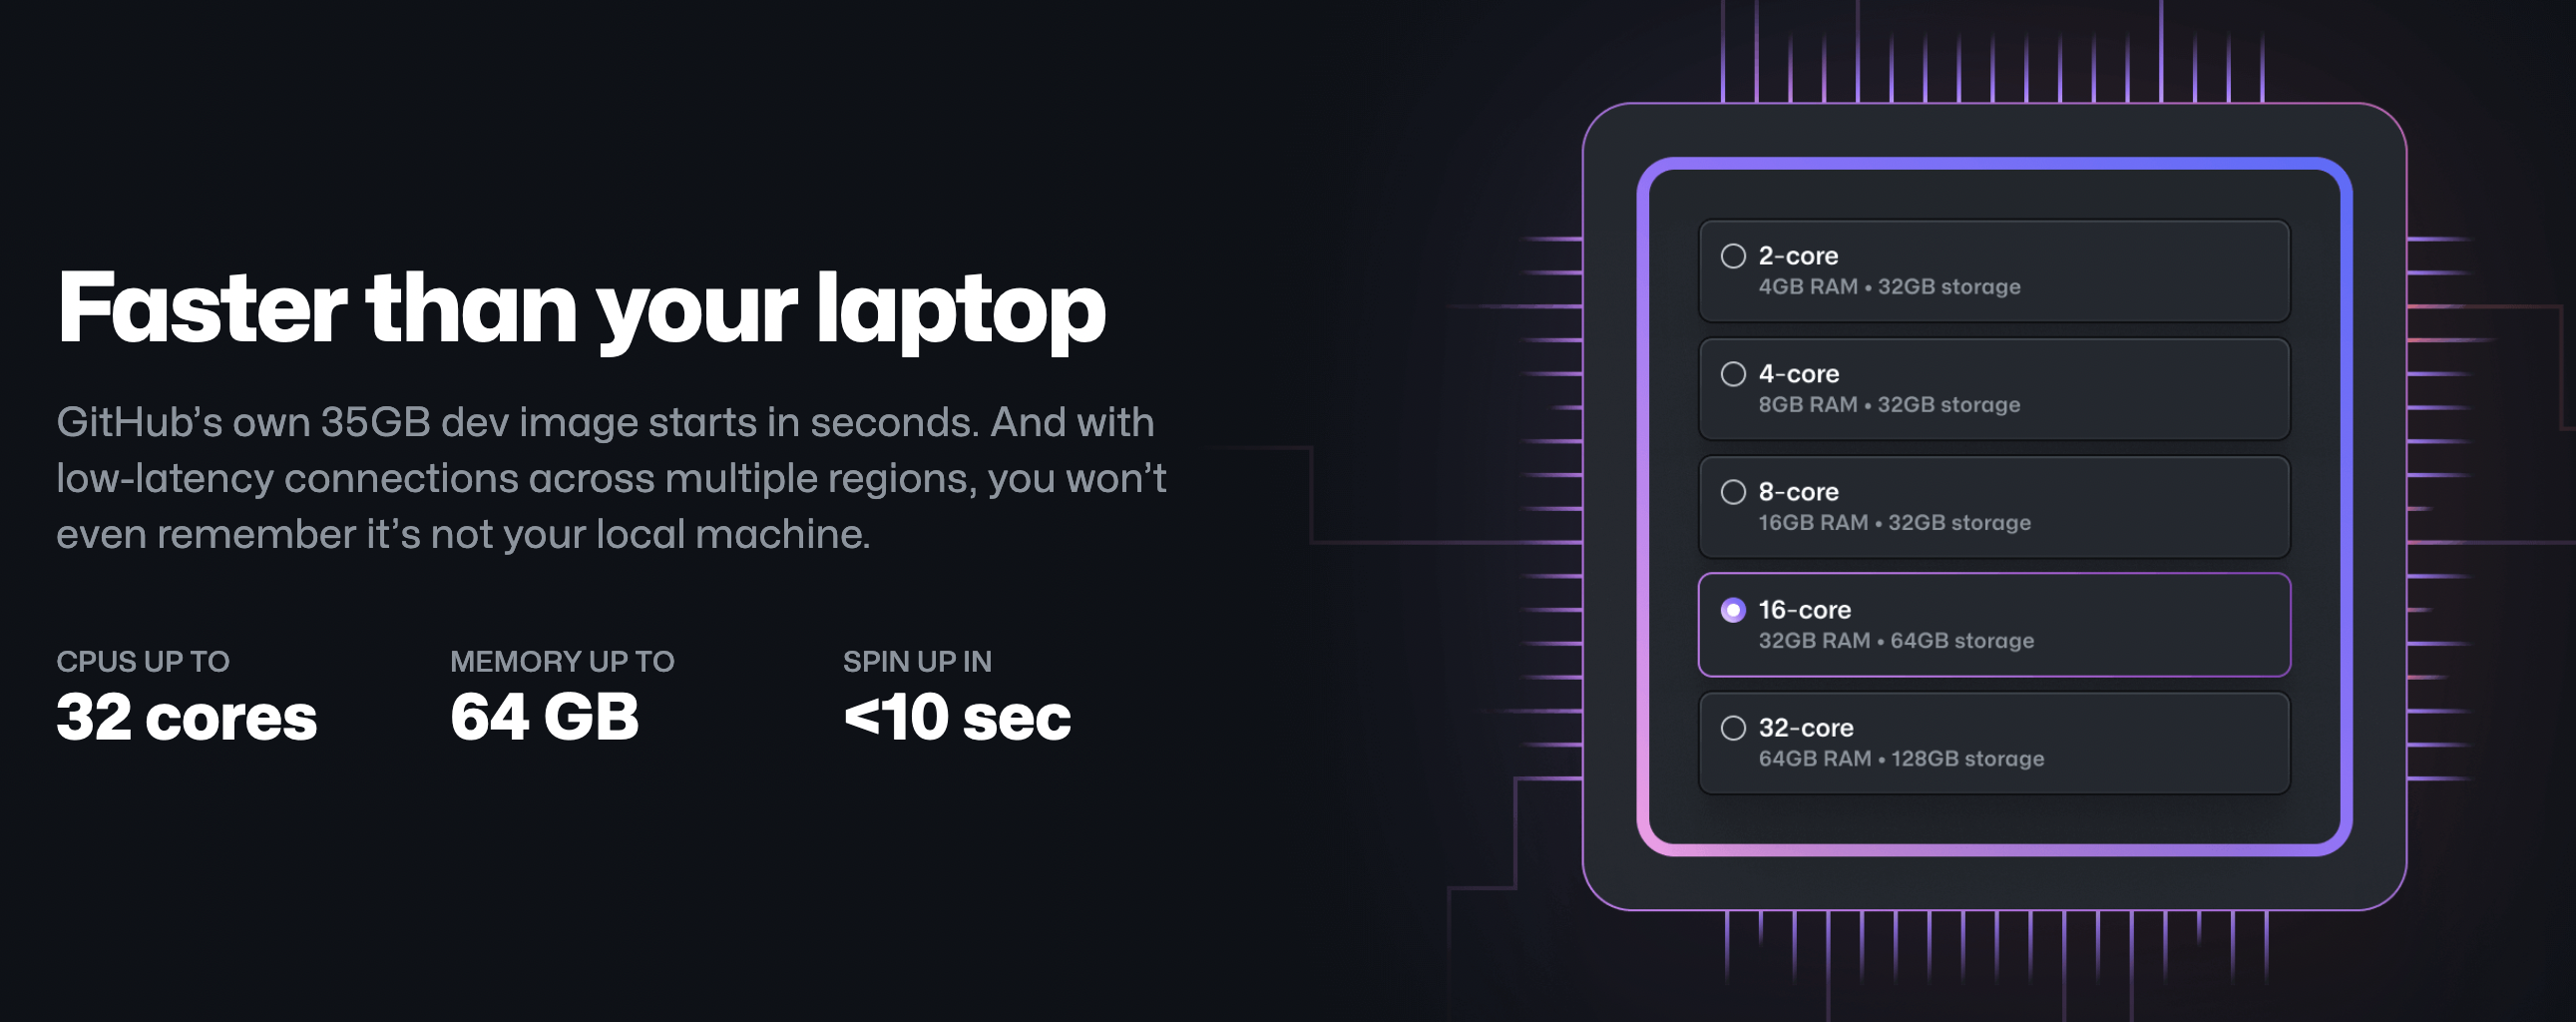 Faster than your laptop
GitHub’s own 35GB dev image starts in seconds. And with
low-latency connections across multiple regions, you won’t
even remember it’s not your local machine.
CPUS UP TO
32 cores
MEMORY UP TO
64 GB
SPIN UP IN
<10 sec
2-core
4GB RAM • 32GB storage
4-core
8GB RAM • 32GB storage
8-core
16GB RAM • 32GB storage
16-core
32GB RAM • 64GB storage
32-core
64GB RAM • 128GB storage